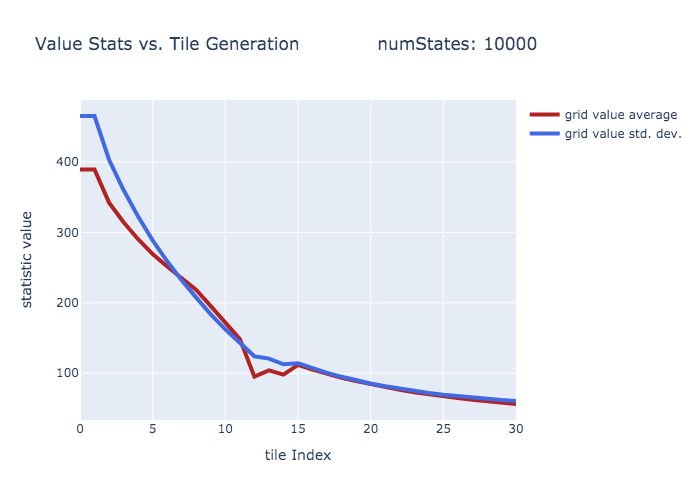 Value Stats vs. Tile Generation numStates: 10000
grid value average
grid value std. dev.
statistic value
400
300
200
100
0 5 10 15 20 25 30
tile Index